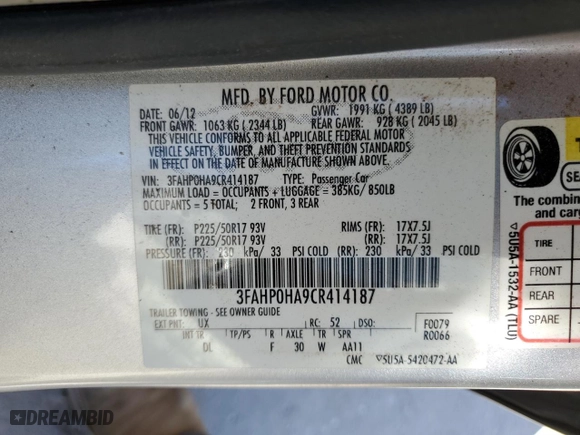 MFD. BY FORD MOTOR CO.
DATE: 06/12 GVWR: 1991 KG ( 4389 LB)
FRONT GAWR: 1063 KG ( 2344 LB) REAR GAWR: 928 KG ( 2045 LB)
THIS VEHICLE CONFORMS TO ALL APPLICABLE FEDERAL MOTOR
VEHICLE SAFETY, BUMPER, AND THEFT PREVENTION STANDARDS
IN EFFECT ON THE DATE OF MANUFACTURE SHOWN ABOVE.
VIN: 3FAHP0HA9CR414187 TYPE: Passenger Car
MAXIMUM LOAD = OCCUPANTS + LUGGAGE = 385KG/850LB
OCCUPANTS = 5 TOTAL; 2 FRONT, 3 REAR
TIRE (FR): P225/50R17 93V RIMS (FR): 17X7.5J
(RR): P225/50R17 93V (RR): 17X7.5J
PRESSURE (FR): 230 kPa/ 33 PSI COLD (RR): 230 kPa/ 33 PSI COLD
3FAHP0HA9CR414187
TRAILER TOWING - SEE OWNER GUIDE
EXT PNT: UX RC: 52 DSO: F0079
INT TR TP/PS R AXLE TR SPR R0066
DL F 30 W AA11
CMC 5U5A 5420472-AA
5U5A-1532-AA (TLU)
The combin
and car
TIRE
FRONT
REAR
SPARE
DREAMBID
DREAMBID